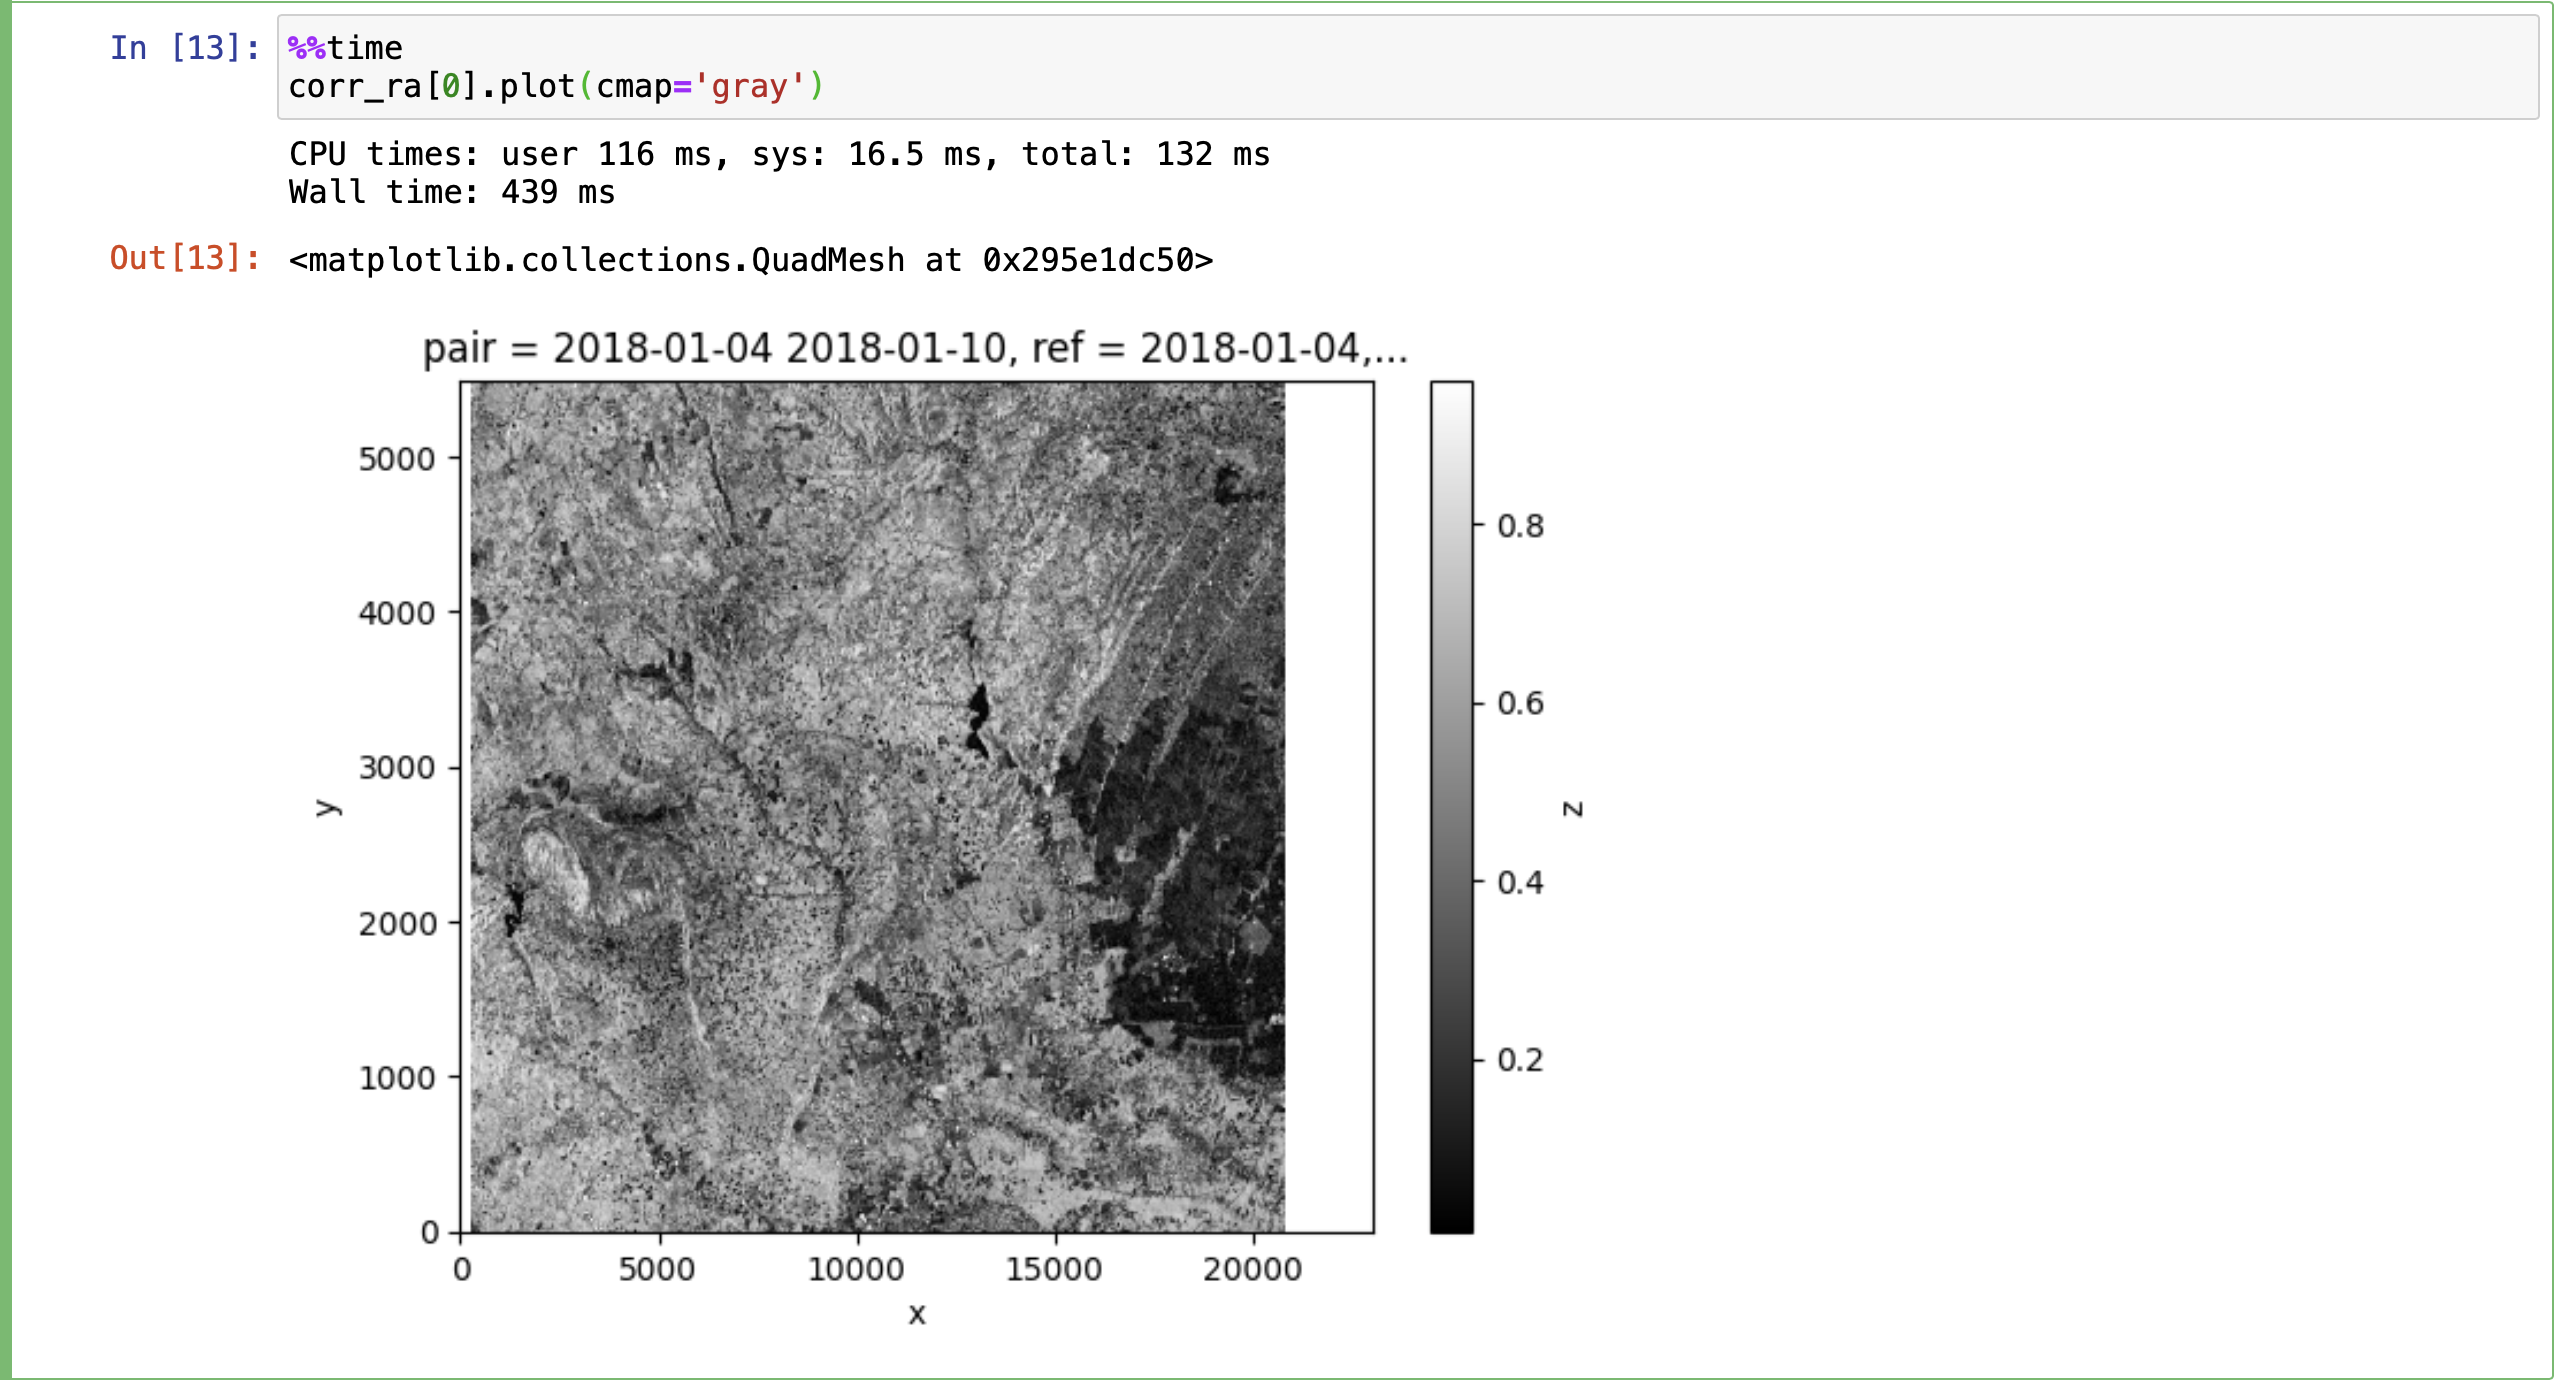 In [13]:
%%time
corr_ra[0].plot(cmap='gray')
CPU times: user 116 ms, sys: 16.5 ms, total: 132 ms
Wall time: 439 ms
Out[13]: <matplotlib.collections.QuadMesh at 0x295e1dc50>
pair = 2018-01-04 2018-01-10, ref = 2018-01-04,...
5000
4000
3000
2000
1000
0
y
0 5000 10000 15000 20000
x
0.8
0.6
0.4
0.2
z